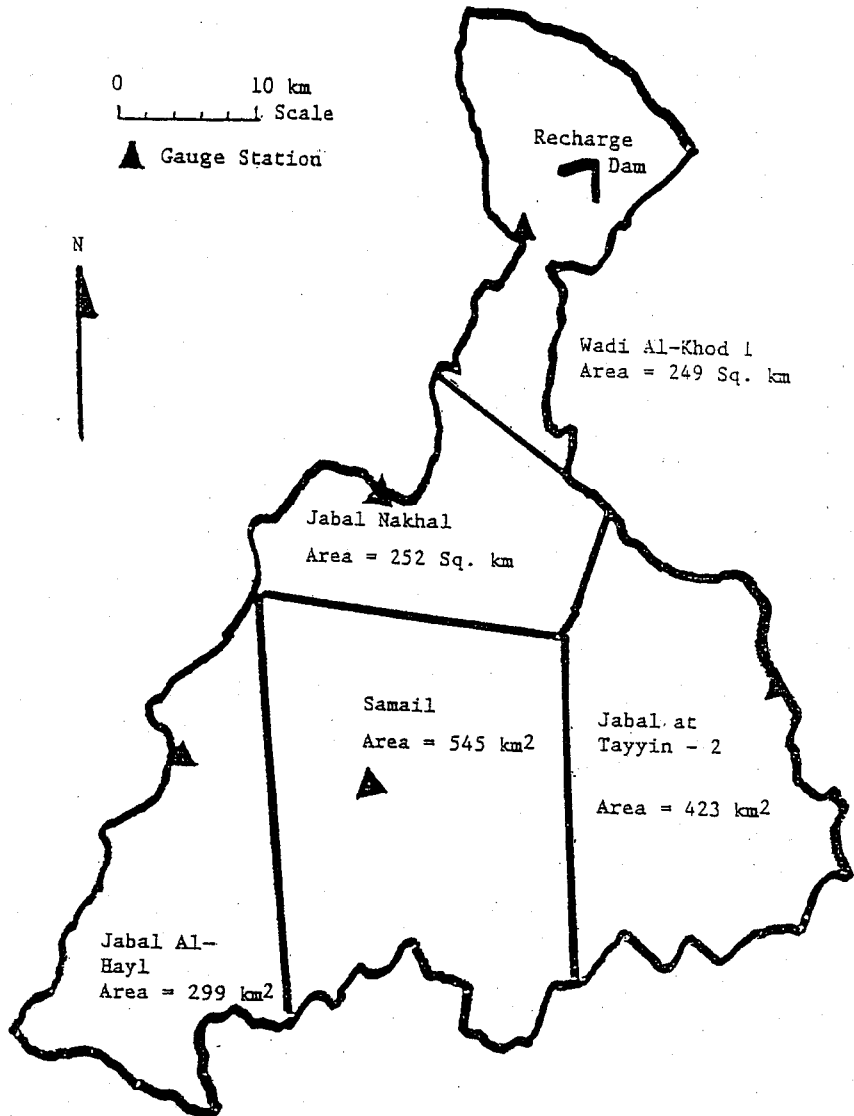 0 10 km
Scale
Gauge Station
N
Recharge
Dam
Wadi Al-Khod 1
Area = 249 Sq. km
Jabal Nakhal
Area = 252 Sq. km
Samail
Area = 545 km²
Jabal at
Tayyin - 2
Area = 423 km²
Jabal Al-
Hayl
Area = 299 km²